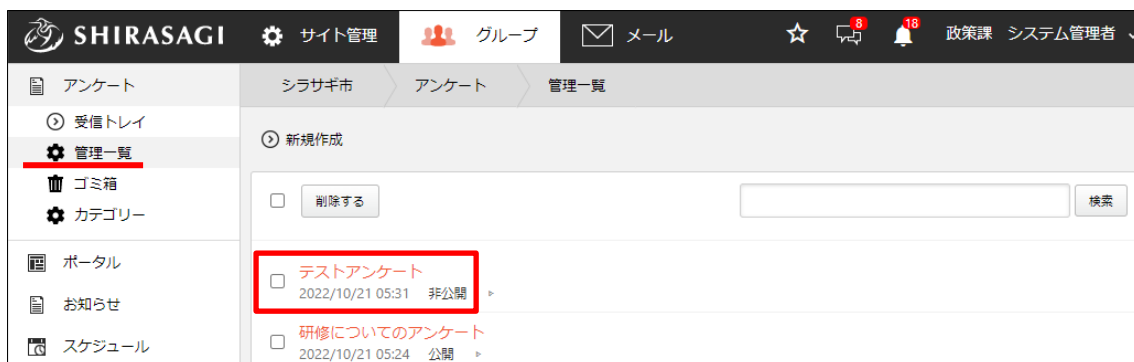 SHIRASAGI サイト管理 グループ メール 8 18 政策課 システム管理者
アンケート シラサギ市 アンケート 管理一覧
受信トレイ
管理一覧
ゴミ箱
カテゴリー
ポータル
お知らせ
スケジュール
新規作成
削除する 検索
テストアンケート
2022/10/21 05:31 非公開
研修についてのアンケート
2022/10/21 05:24 公開